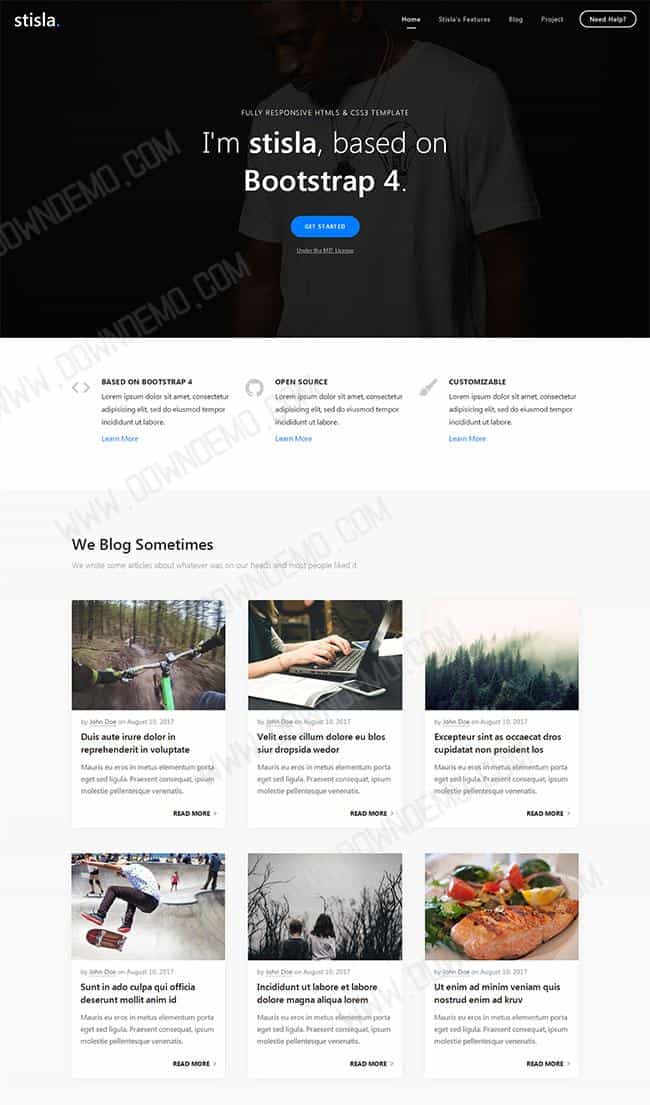 stisla.
Home Stisla's Features Blog Project Need Help?
FULLY RESPONSIVE HTML5 & CSS3 TEMPLATE
I'm stisla, based on
Bootstrap 4.
GET STARTED
Under the MIT License
BASED ON BOOTSTRAP 4
Lorem ipsum dolor sit amet, consectetur
adipisicing elit, sed do eiusmod tempor
incididunt ut labore.
Learn More
OPEN SOURCE
Lorem ipsum dolor sit amet, consectetur
adipisicing elit, sed do eiusmod tempor
incididunt ut labore.
Learn More
CUSTOMIZABLE
Lorem ipsum dolor sit amet, consectetur
adipisicing elit, sed do eiusmod tempor
incididunt ut labore.
Learn More
We Blog Sometimes
We wrote some articles about whatever was on our heads and most people liked it.
by John Doe on August 10, 2017
Duis aute irure dolor in
reprehenderit in voluptate
Mauris eu eros in metus elementum porta
eget sed ligula. Praesent consequat, ipsum
molestie pellentesque venenatis.
READ MORE >
by John Doe on August 10, 2017
Velit esse cillum dolore eu blos
siur dropsida wedor
Mauris eu eros in metus elementum porta
eget sed ligula. Praesent consequat, ipsum
molestie pellentesque venenatis.
READ MORE >
by John Doe on August 10, 2017
Excepteur sint as occaecat dros
cupidatat non proident los
Mauris eu eros in metus elementum porta
eget sed ligula. Praesent consequat, ipsum
molestie pellentesque venenatis.
READ MORE >
by John Doe on August 10, 2017
Sunt in ado culpa qui officia
deserunt mollit anim id
Mauris eu eros in metus elementum porta
eget sed ligula. Praesent consequat, ipsum
molestie pellentesque venenatis.
READ MORE >
by John Doe on August 10, 2017
Incididunt ut labore et labore
dolore magna aliqua lorem
Mauris eu eros in metus elementum porta
eget sed ligula. Praesent consequat, ipsum
molestie pellentesque venenatis.
READ MORE >
by John Doe on August 10, 2017
Ut enim ad minim veniam quis
nostrud enim ad kruv
Mauris eu eros in metus elementum porta
eget sed ligula. Praesent consequat, ipsum
molestie pellentesque venenatis.
READ MORE >
WWW.DOWNDEMO.COM